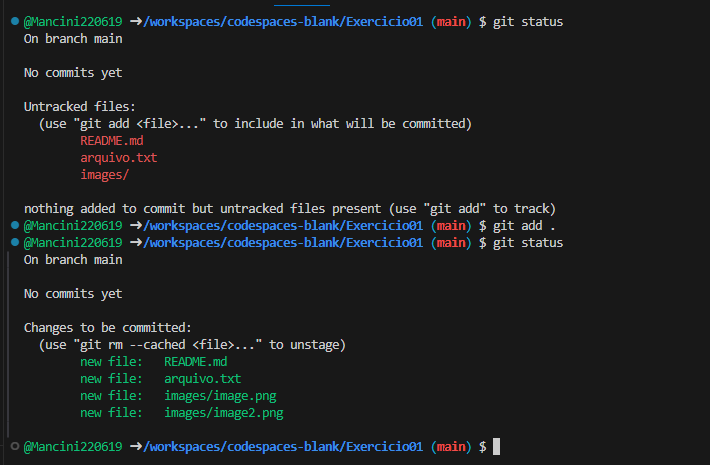 @Mancini220619 ➜/workspaces/codespaces-blank/Exercicio01 (main) $ git status
On branch main
No commits yet
Untracked files:
(use "git add <file>..." to include in what will be committed)
README.md
arquivo.txt
images/
nothing added to commit but untracked files present (use "git add" to track)
@Mancini220619 ➜/workspaces/codespaces-blank/Exercicio01 (main) $ git add .
@Mancini220619 ➜/workspaces/codespaces-blank/Exercicio01 (main) $ git status
On branch main
No commits yet
Changes to be committed:
(use "git rm --cached <file>..." to unstage)
new file:   README.md
new file:   arquivo.txt
new file:   images/image.png
new file:   images/image2.png
@Mancini220619 ➜/workspaces/codespaces-blank/Exercicio01 (main) $